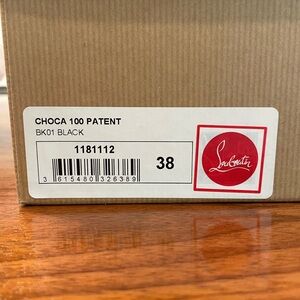 CHOCA 100 PATENT
BK01 BLACK
1181112
38
3 615480 326389
Louboutin